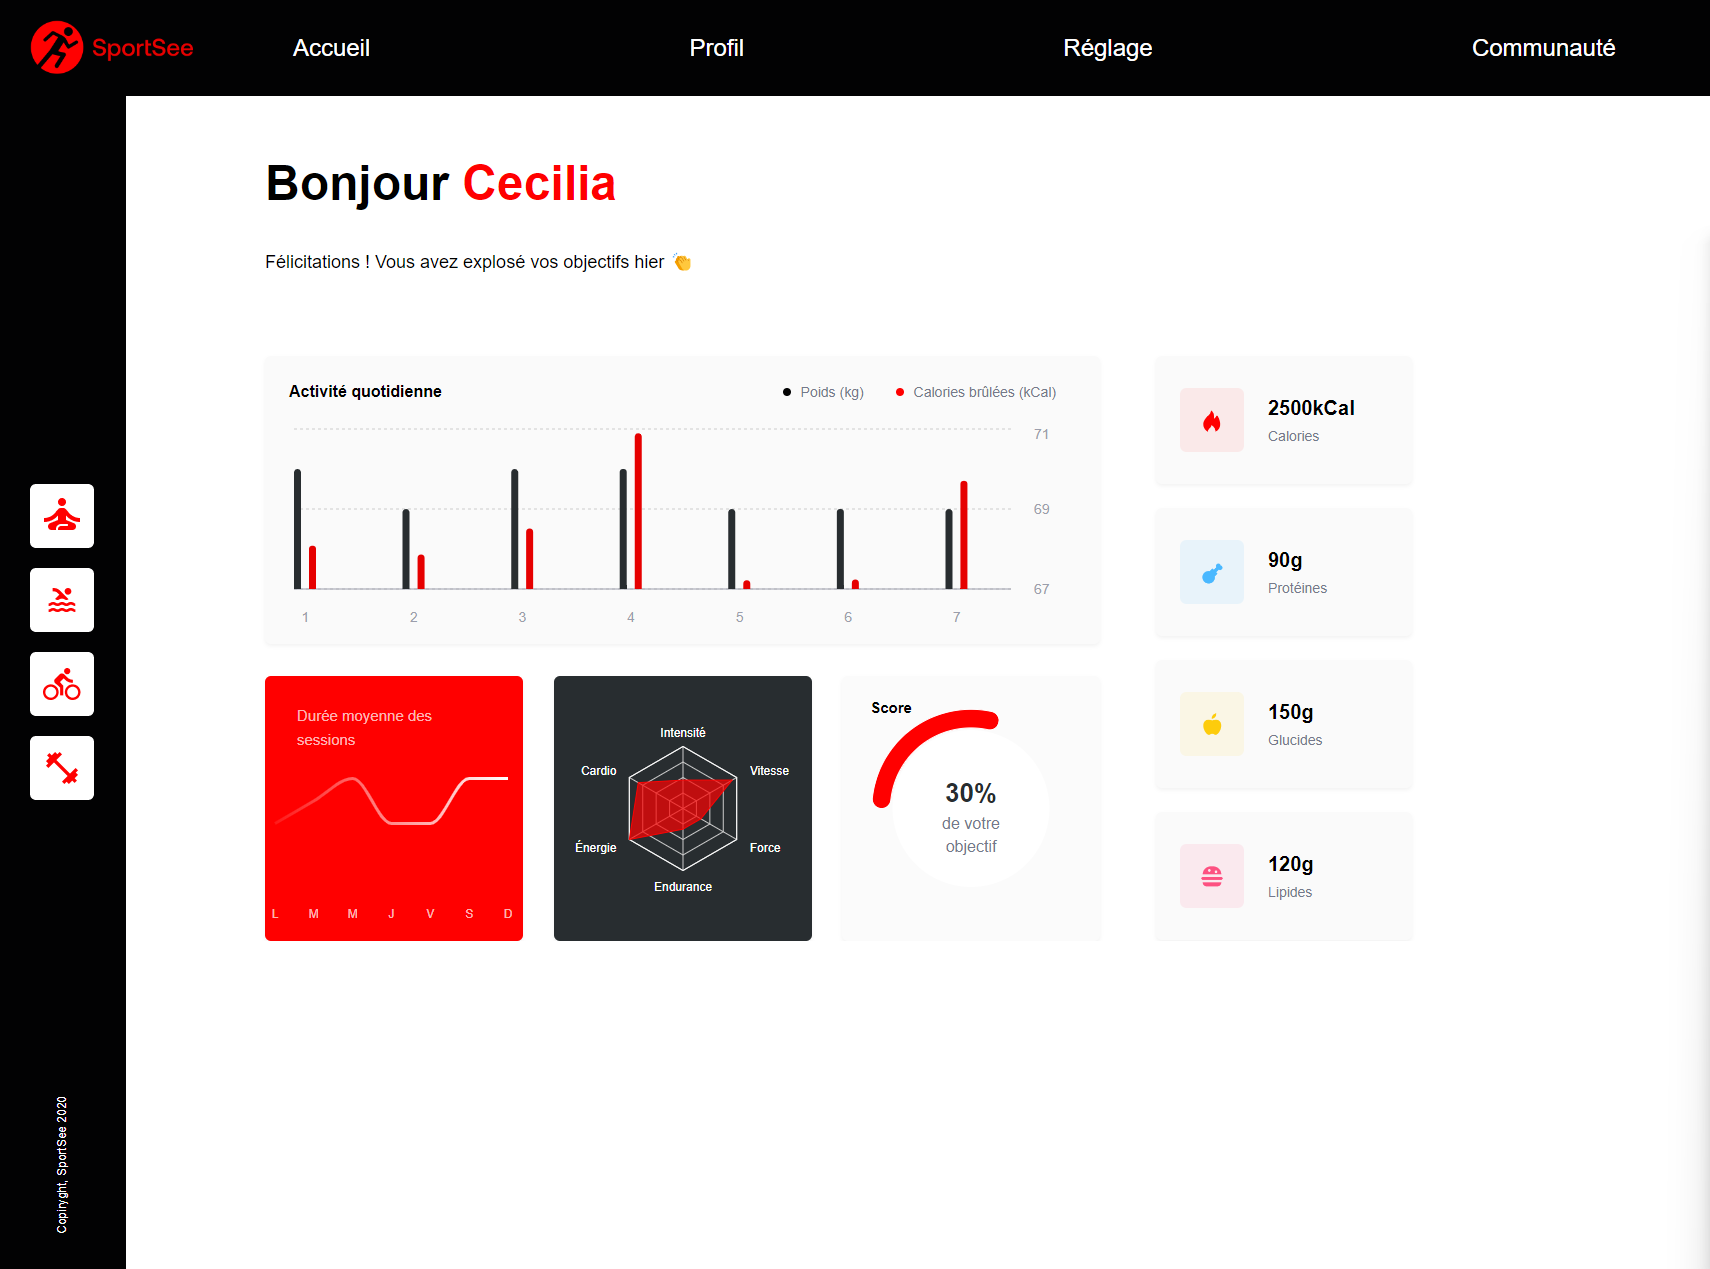 SportSee
Accueil
Profil
Réglage
Communauté
Bonjour Cecilia
Félicitations ! Vous avez explosé vos objectifs hier 👏
Activité quotidienne
Poids (kg)
Calories brûlées (kCal)
71
69
67
1
2
3
4
5
6
7
2500kCal
Calories
90g
Protéines
150g
Glucides
120g
Lipides
Durée moyenne des
sessions
L
M
M
J
V
S
D
Intensité
Cardio
Vitesse
Énergie
Force
Endurance
Score
30%
de votre
objectif
Copiryght, SportSee 2020